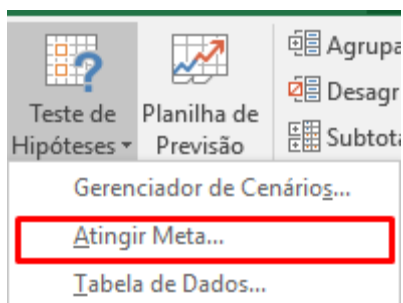 Teste de
Hipóteses
Planilha de
Previsão
Agrupa
Desagr
Subtota
Gerenciador de Cenários...
Atingir Meta...
Tabela de Dados...